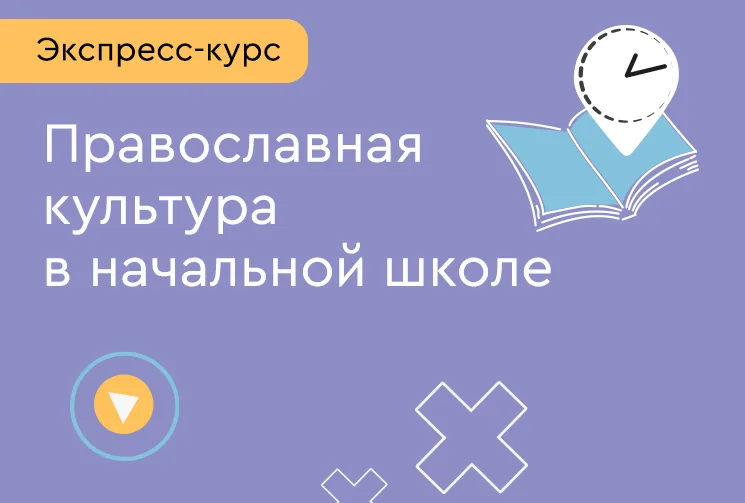 Экспресс-курс
Православная
культура
в начальной школе